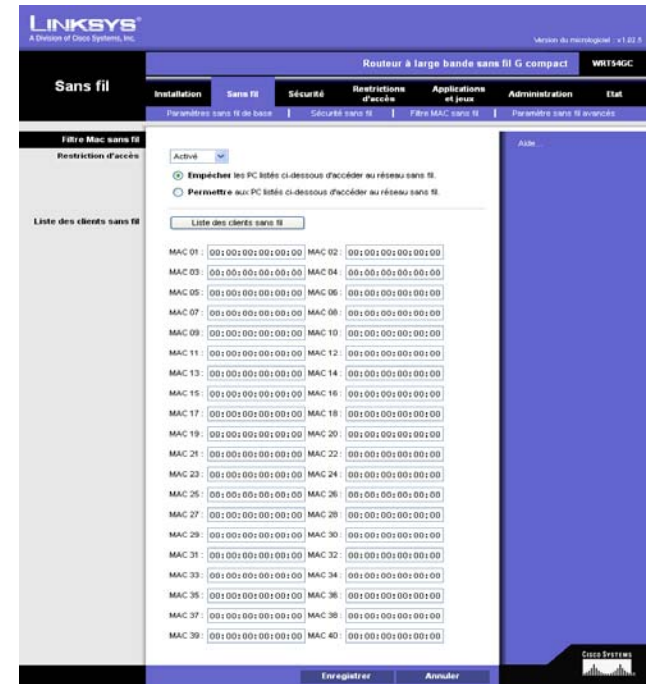 LINKSYS®
A Division of Cisco Systems, Inc.
Version du micrologiciel : v1.02.5
Routeur à large bande sans fil G compact WRT54GC
Sans fil
Installation Sans fil Sécurité Restrictions d'accès Applications et jeux Administration Etat
Paramètres sans fil de base | Sécurité sans fil | Filtre MAC sans fil | Paramètre sans fil avancés
Filtre Mac sans fil
Aide...
Restriction d'accès
Activé
Empêcher les PC listés ci-dessous d'accéder au réseau sans fil.
Permettre aux PC listés ci-dessous d'accéder au réseau sans fil.
Liste des clients sans fil
Liste des clients sans fil
MAC 01 : 00:00:00:00:00:00 MAC 02 : 00:00:00:00:00:00
MAC 03 : 00:00:00:00:00:00 MAC 04 : 00:00:00:00:00:00
MAC 05 : 00:00:00:00:00:00 MAC 06 : 00:00:00:00:00:00
MAC 07 : 00:00:00:00:00:00 MAC 08 : 00:00:00:00:00:00
MAC 09 : 00:00:00:00:00:00 MAC 10 : 00:00:00:00:00:00
MAC 11 : 00:00:00:00:00:00 MAC 12 : 00:00:00:00:00:00
MAC 13 : 00:00:00:00:00:00 MAC 14 : 00:00:00:00:00:00
MAC 15 : 00:00:00:00:00:00 MAC 16 : 00:00:00:00:00:00
MAC 17 : 00:00:00:00:00:00 MAC 18 : 00:00:00:00:00:00
MAC 19 : 00:00:00:00:00:00 MAC 20 : 00:00:00:00:00:00
MAC 21 : 00:00:00:00:00:00 MAC 22 : 00:00:00:00:00:00
MAC 23 : 00:00:00:00:00:00 MAC 24 : 00:00:00:00:00:00
MAC 25 : 00:00:00:00:00:00 MAC 26 : 00:00:00:00:00:00
MAC 27 : 00:00:00:00:00:00 MAC 28 : 00:00:00:00:00:00
MAC 29 : 00:00:00:00:00:00 MAC 30 : 00:00:00:00:00:00
MAC 31 : 00:00:00:00:00:00 MAC 32 : 00:00:00:00:00:00
MAC 33 : 00:00:00:00:00:00 MAC 34 : 00:00:00:00:00:00
MAC 35 : 00:00:00:00:00:00 MAC 36 : 00:00:00:00:00:00
MAC 37 : 00:00:00:00:00:00 MAC 38 : 00:00:00:00:00:00
MAC 39 : 00:00:00:00:00:00 MAC 40 : 00:00:00:00:00:00
Enregistrer Annuler
CISCO SYSTEMS